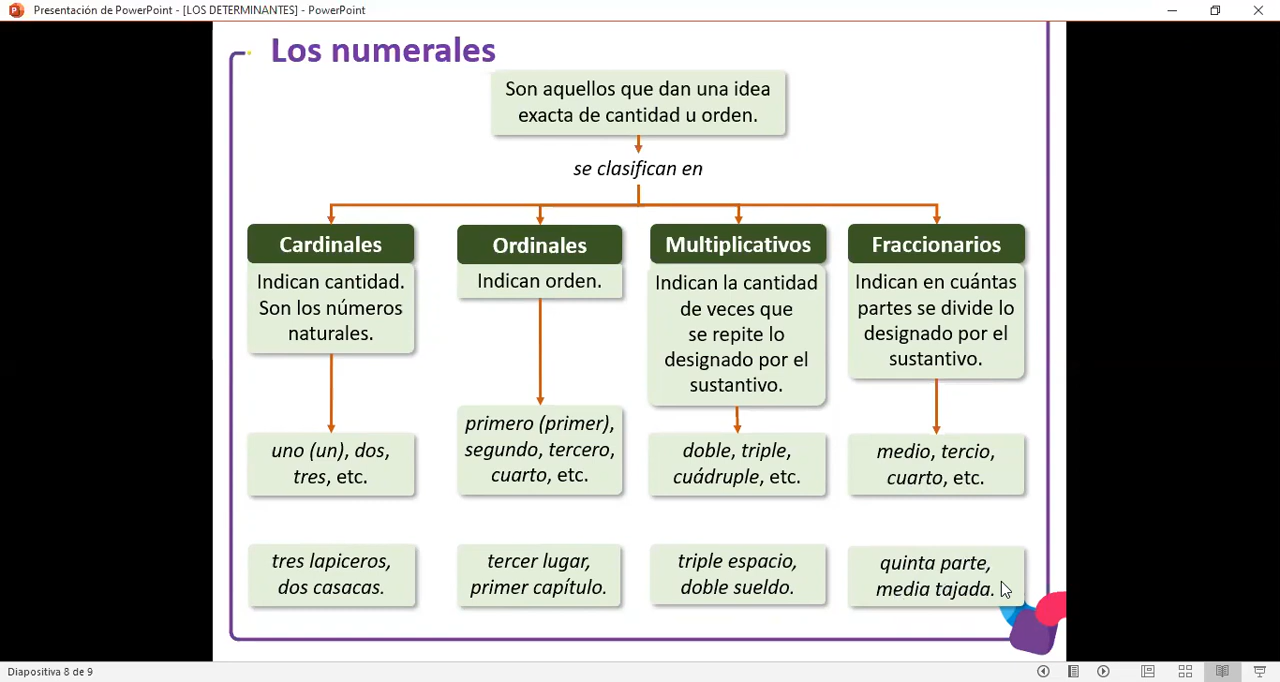 Presentación de PowerPoint - [LOS DETERMINANTES] - PowerPoint
Los numerales
Son aquellos que dan una idea
exacta de cantidad u orden.
se clasifican en
Cardinales
Indican cantidad.
Son los números
naturales.
uno (un), dos,
tres, etc.
tres lapiceros,
dos casacas.
Ordinales
Indican orden.
primero (primer),
segundo, tercero,
cuarto, etc.
tercer lugar,
primer capítulo.
Multiplicativos
Indican la cantidad
de veces que
se repite lo
designado por el
sustantivo.
doble, triple,
cuádruple, etc.
triple espacio,
doble sueldo.
Fraccionarios
Indican en cuántas
partes se divide lo
designado por el
sustantivo.
medio, tercio,
cuarto, etc.
quinta parte,
media tajada.
Diapositiva 8 de 9